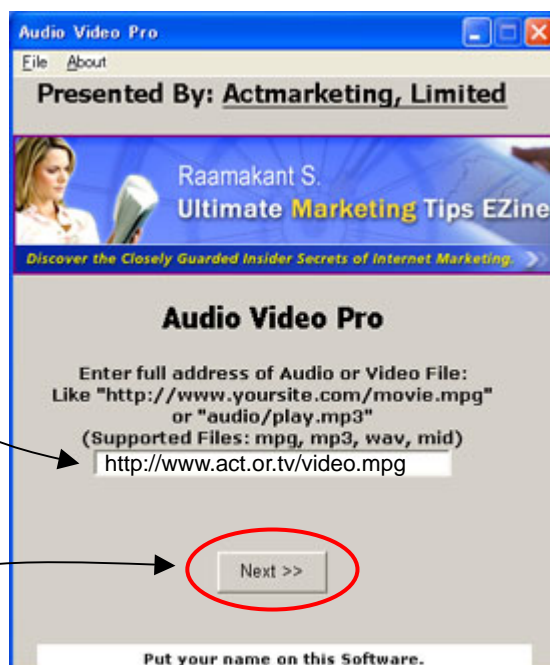 Audio Video Pro
File About
Presented By: Actmarketing, Limited
Raamakant S.
Ultimate Marketing Tips EZine
Discover the Closely Guarded Insider Secrets of Internet Marketing.
Audio Video Pro
Enter full address of Audio or Video File:
Like "http://www.yoursite.com/movie.mpg"
or "audio/play.mp3"
(Supported Files: mpg, mp3, wav, mid)
http://www.act.or.tv/video.mpg
Next >>
Put your name on this Software.